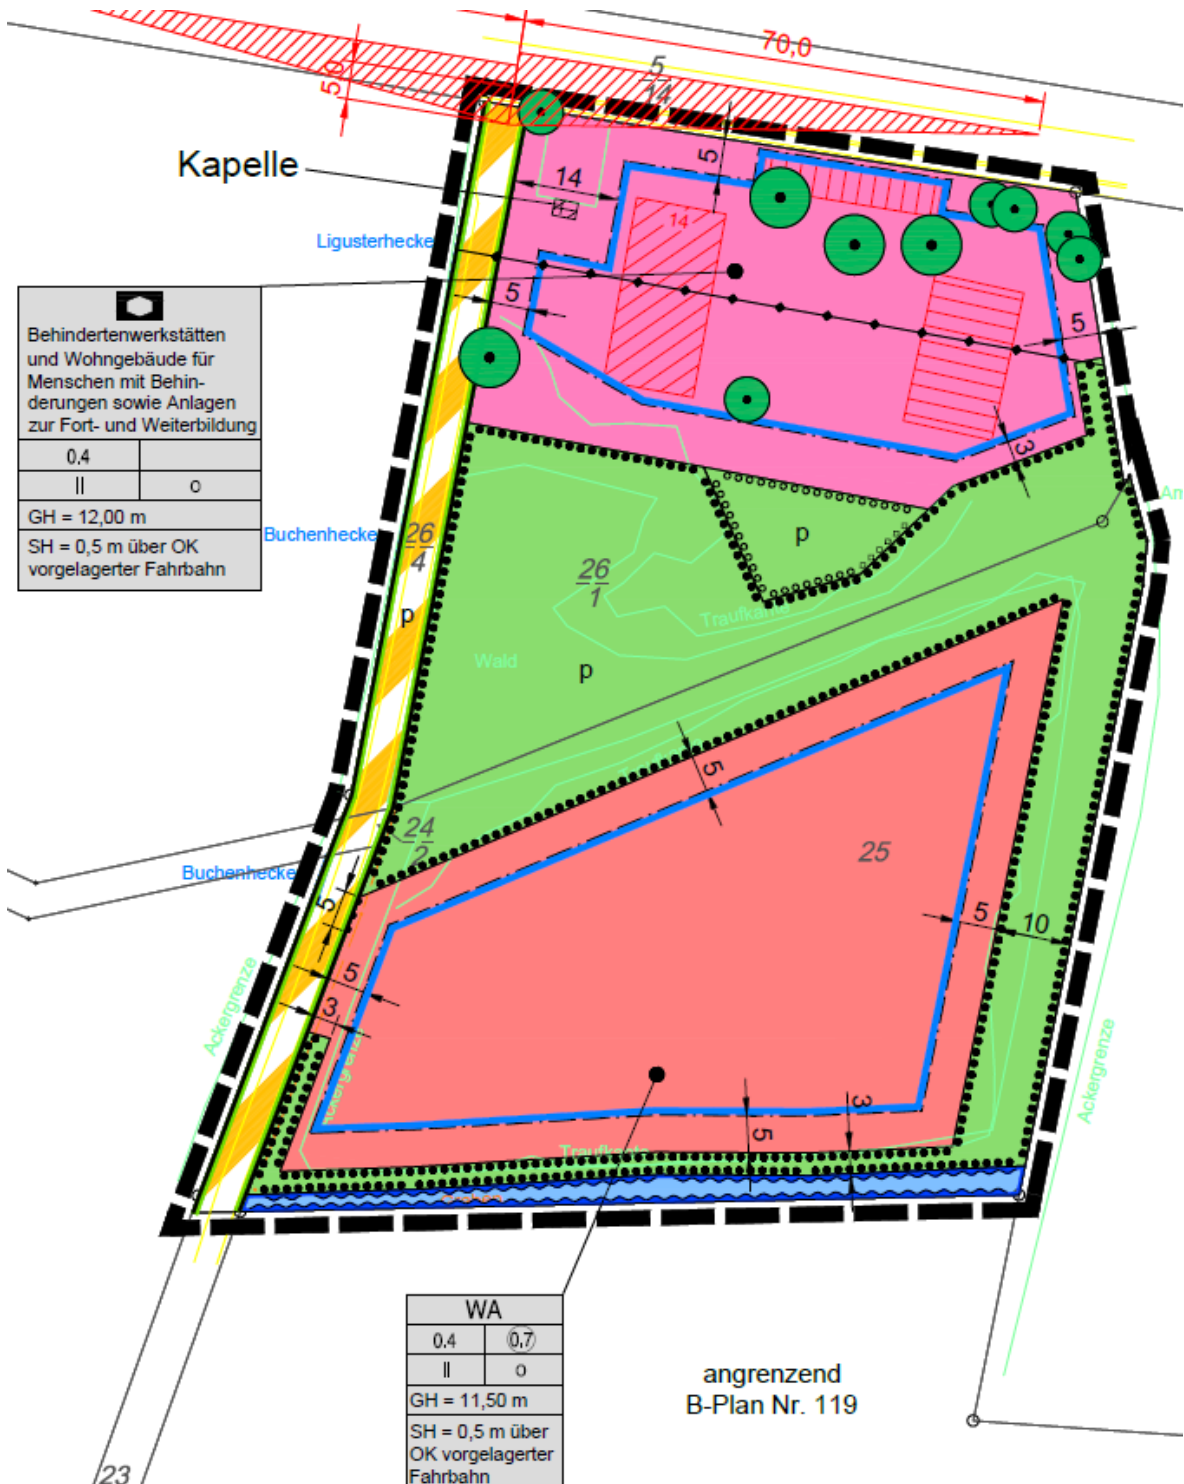 70,0
5
14
5,0
Kapelle
5
14
Ligusterhecke
14
5
5
Behindertenwerkstätten
und Wohngebäude für
Menschen mit Behin-
derungen sowie Anlagen
zur Fort- und Weiterbildung
0.4
II o
GH = 12,00 m
SH = 0,5 m über OK
vorgelagerter Fahrbahn
3
Buchenhecke
26
4
p
26
1
p
Traufkante
Wald
p
5
24
2
25
Buchenhecke
5
5
10
5
3
Ackergrenze
Ackergrenze
Ackergrenze
3
5
Traufkante
WA
0.4 0,7
II o
GH = 11,50 m
SH = 0,5 m über
OK vorgelagerter
Fahrbahn
angrenzend
B-Plan Nr. 119
23